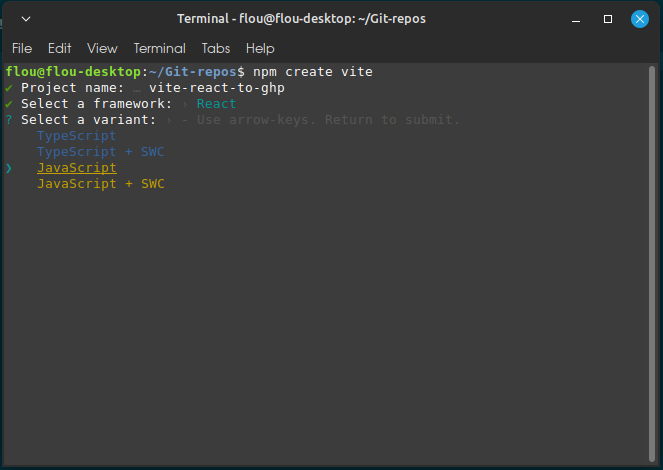 Terminal - flou@flou-desktop: ~/Git-repos
File Edit View Terminal Tabs Help
flou@flou-desktop:~/Git-repos$ npm create vite
✔ Project name: … vite-react-to-ghp
✔ Select a framework: › React
? Select a variant: › - Use arrow-keys. Return to submit.
TypeScript
TypeScript + SWC
❯ JavaScript
JavaScript + SWC